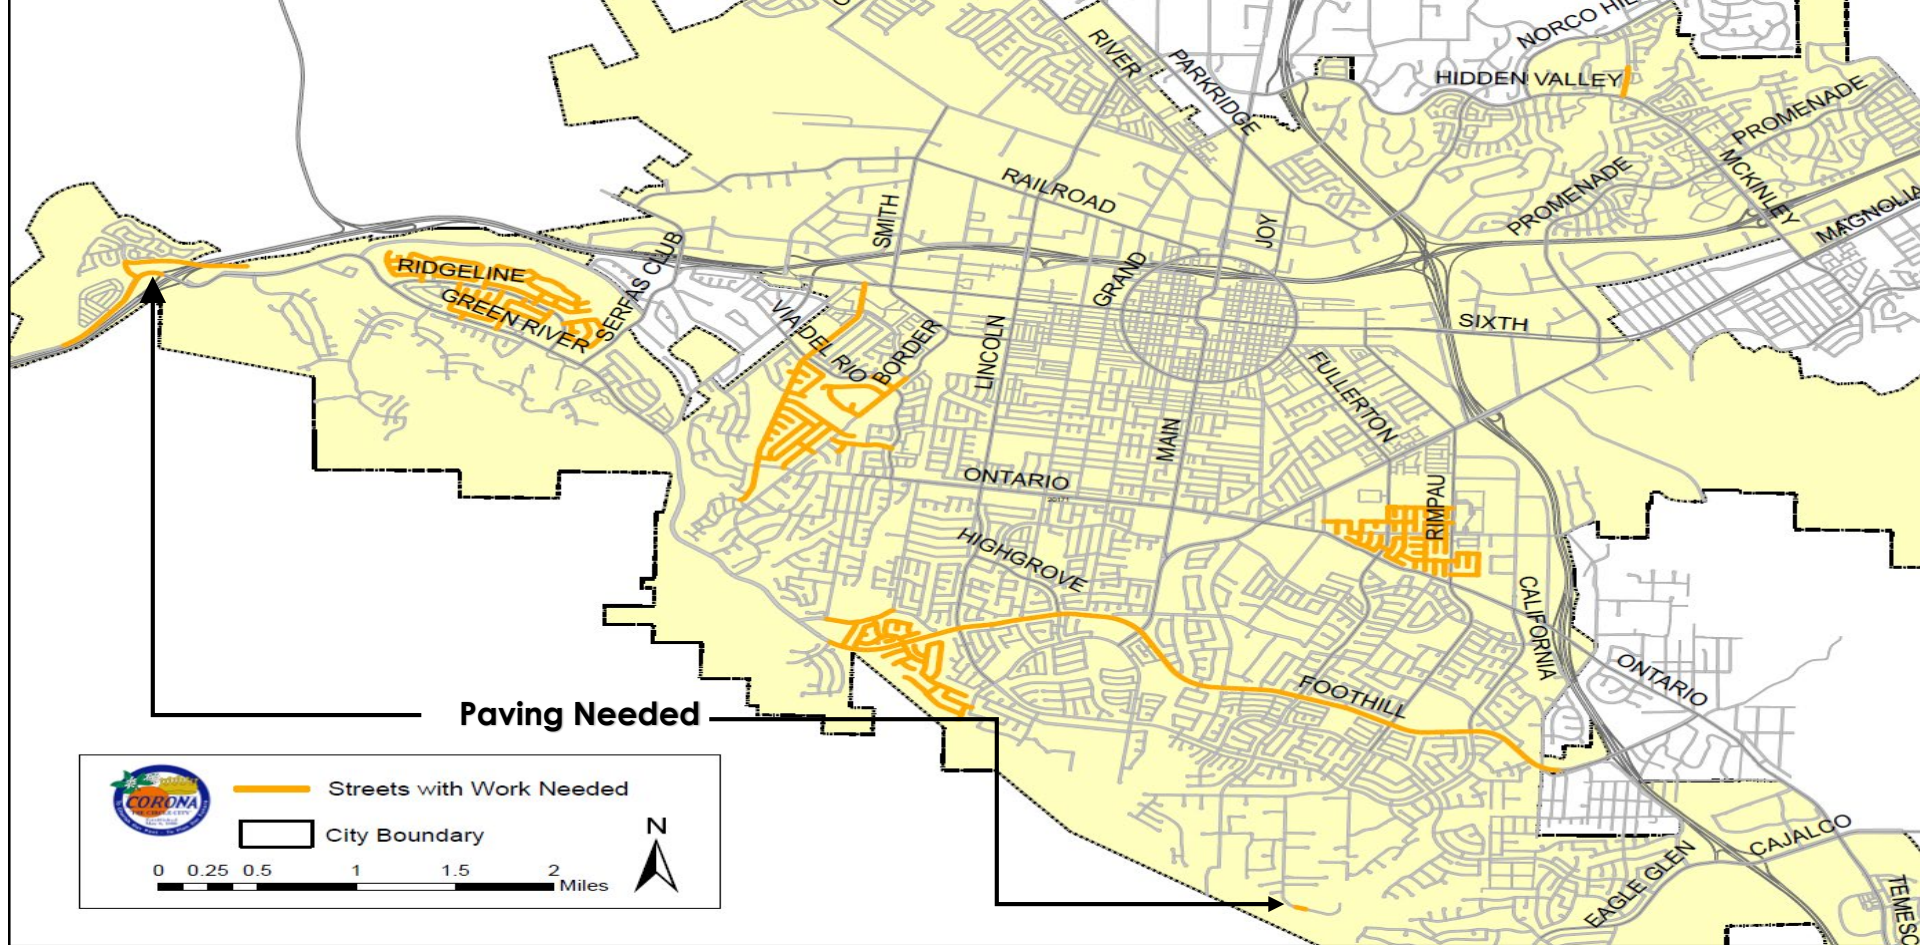 NORCO HIL
RIVER
PARKRIDGE
HIDDEN VALLEY
PROMENADE
MCKINLEY
PROMENADE
MAGNOLIA
RAILROAD
SMITH
JOY
SERFAS CLUB
RIDGELINE
GREEN RIVER
GRAND
VIA DEL RIO
BORDER
LINCOLN
SIXTH
FULLERTON
MAIN
ONTARIO
RIMPAU
HIGHGROVE
CALIFORNIA
ONTARIO
FOOTHILL
Paving Needed
CORONA
Streets with Work Needed
City Boundary
N
0 0.25 0.5 1 1.5 2
Miles
CAJALCO
EAGLE GLEN
TEMESC